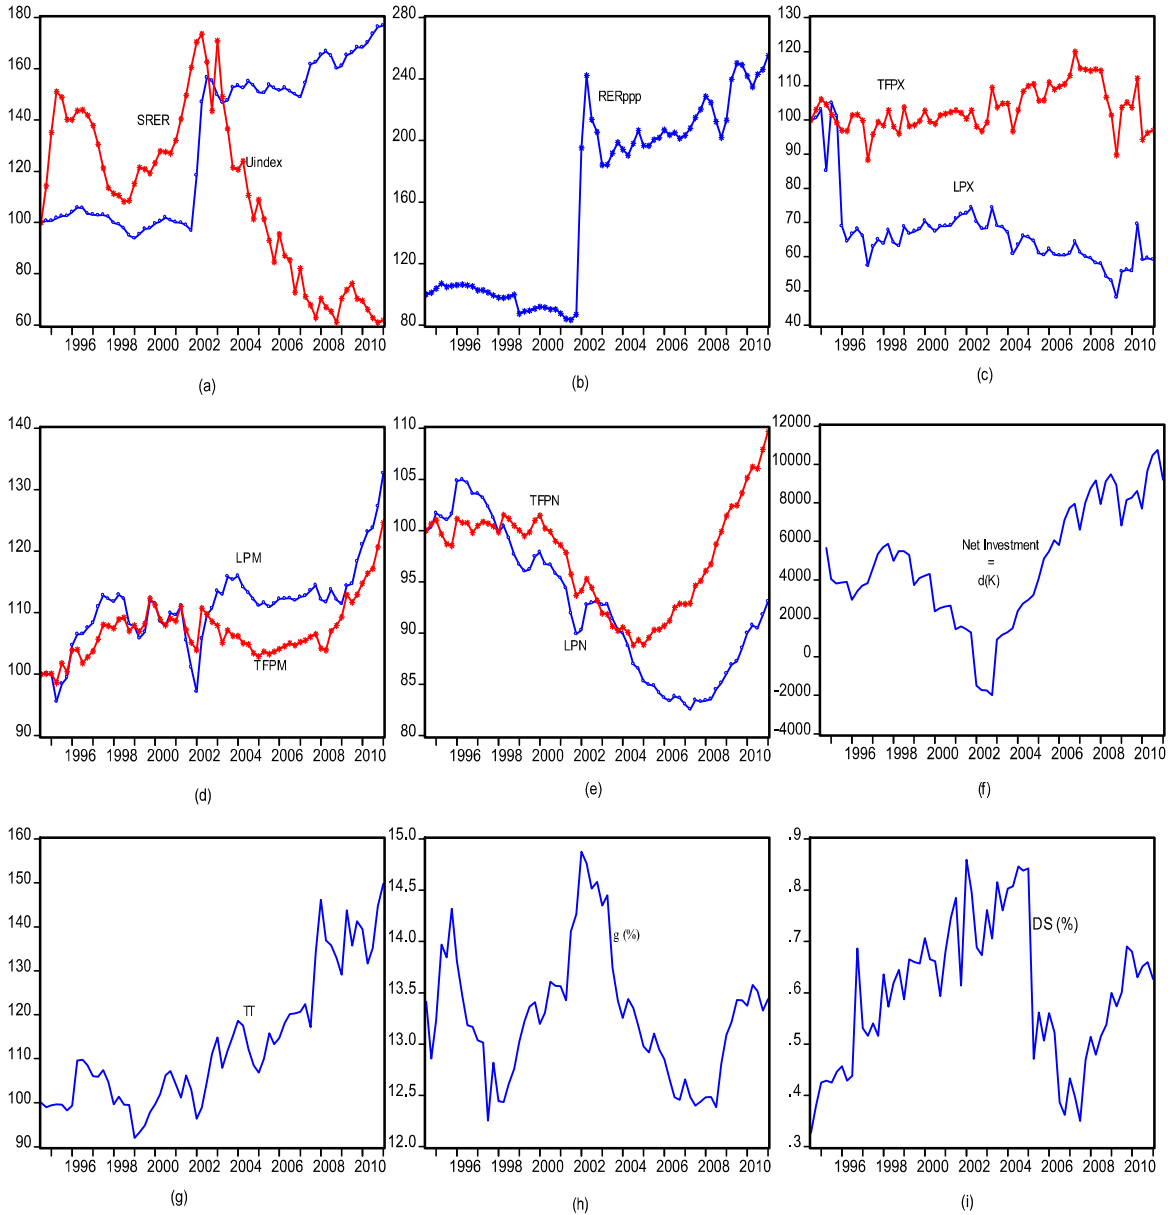 180
160
140
120
100
80
60
SRER
Uindex
1996 1998 2000 2002 2004 2006 2008 2010
(a)
280
240
200
160
120
80
RERppp
1996 1998 2000 2002 2004 2006 2008 2010
(b)
130
120
110
100
90
80
70
60
50
40
TFPX
LPX
1996 1998 2000 2002 2004 2006 2008 2010
(c)
140
130
120
110
100
90
LPM
TFPM
1996 1998 2000 2002 2004 2006 2008 2010
(d)
110
105
100
95
90
85
80
TFPN
LPN
1996 1998 2000 2002 2004 2006 2008 2010
(e)
12000
10000
8000
6000
4000
2000
0
-2000
-4000
Net Investment
=
d(K)
1996 1998 2000 2002 2004 2006 2008 2010
(f)
160
150
140
130
120
110
100
90
TT
1996 1998 2000 2002 2004 2006 2008 2010
(g)
15.0
14.5
14.0
13.5
13.0
12.5
12.0
g (%)
1996 1998 2000 2002 2004 2006 2008 2010
(h)
.9
.8
.7
.6
.5
.4
.3
DS (%)
1996 1998 2000 2002 2004 2006 2008 2010
(i)